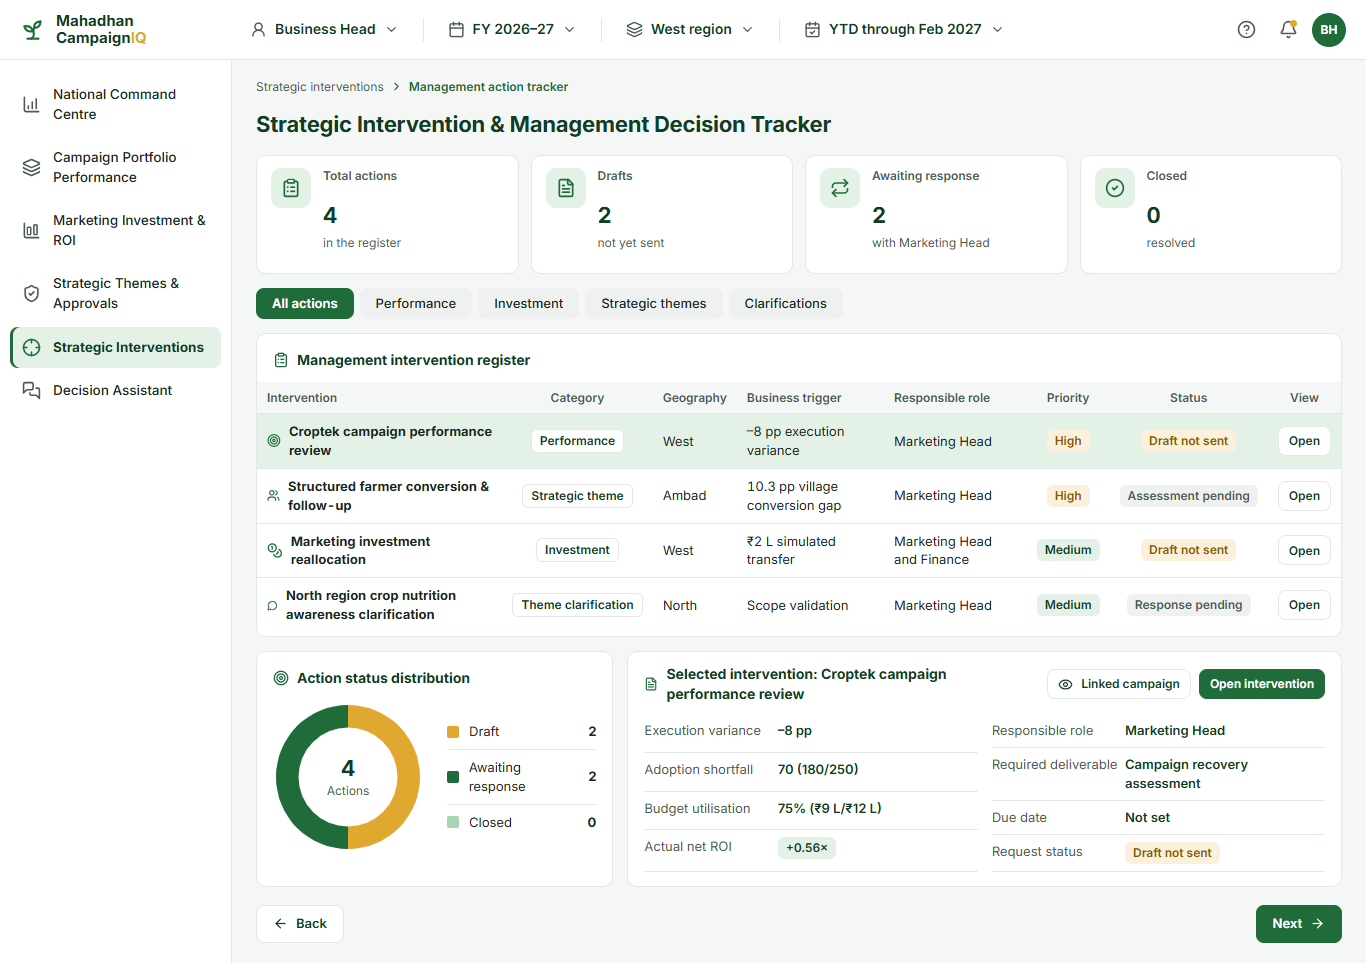 Mahadhan
CampaignIQ
Business Head
FY 2026–27
West region
YTD through Feb 2027
BH
National Command
Centre
Campaign Portfolio
Performance
Marketing Investment &
ROI
Strategic Themes &
Approvals
Strategic Interventions
Decision Assistant
Strategic interventions > Management action tracker
Strategic Intervention & Management Decision Tracker
Total actions
4
in the register
Drafts
2
not yet sent
Awaiting response
2
with Marketing Head
Closed
0
resolved
All actions
Performance
Investment
Strategic themes
Clarifications
Management intervention register
Intervention Category Geography Business trigger Responsible role Priority Status View
Croptek campaign performance
review
Performance
West
−8 pp execution
variance
Marketing Head
High
Draft not sent
Open
Structured farmer conversion &
follow-up
Strategic theme
Ambad
10.3 pp village
conversion gap
Marketing Head
High
Assessment pending
Open
Marketing investment
reallocation
Investment
West
₹2 L simulated
transfer
Marketing Head
and Finance
Medium
Draft not sent
Open
North region crop nutrition
awareness clarification
Theme clarification
North
Scope validation
Marketing Head
Medium
Response pending
Open
Action status distribution
4
Actions
Draft 2
Awaiting
response
2
Closed 0
Selected intervention: Croptek campaign
performance review
Linked campaign
Open intervention
Execution variance −8 pp
Adoption shortfall 70 (180/250)
Budget utilisation 75% (₹9 L/₹12 L)
Actual net ROI +0.56×
Responsible role Marketing Head
Required deliverable Campaign recovery
assessment
Due date Not set
Request status Draft not sent
Back
Next